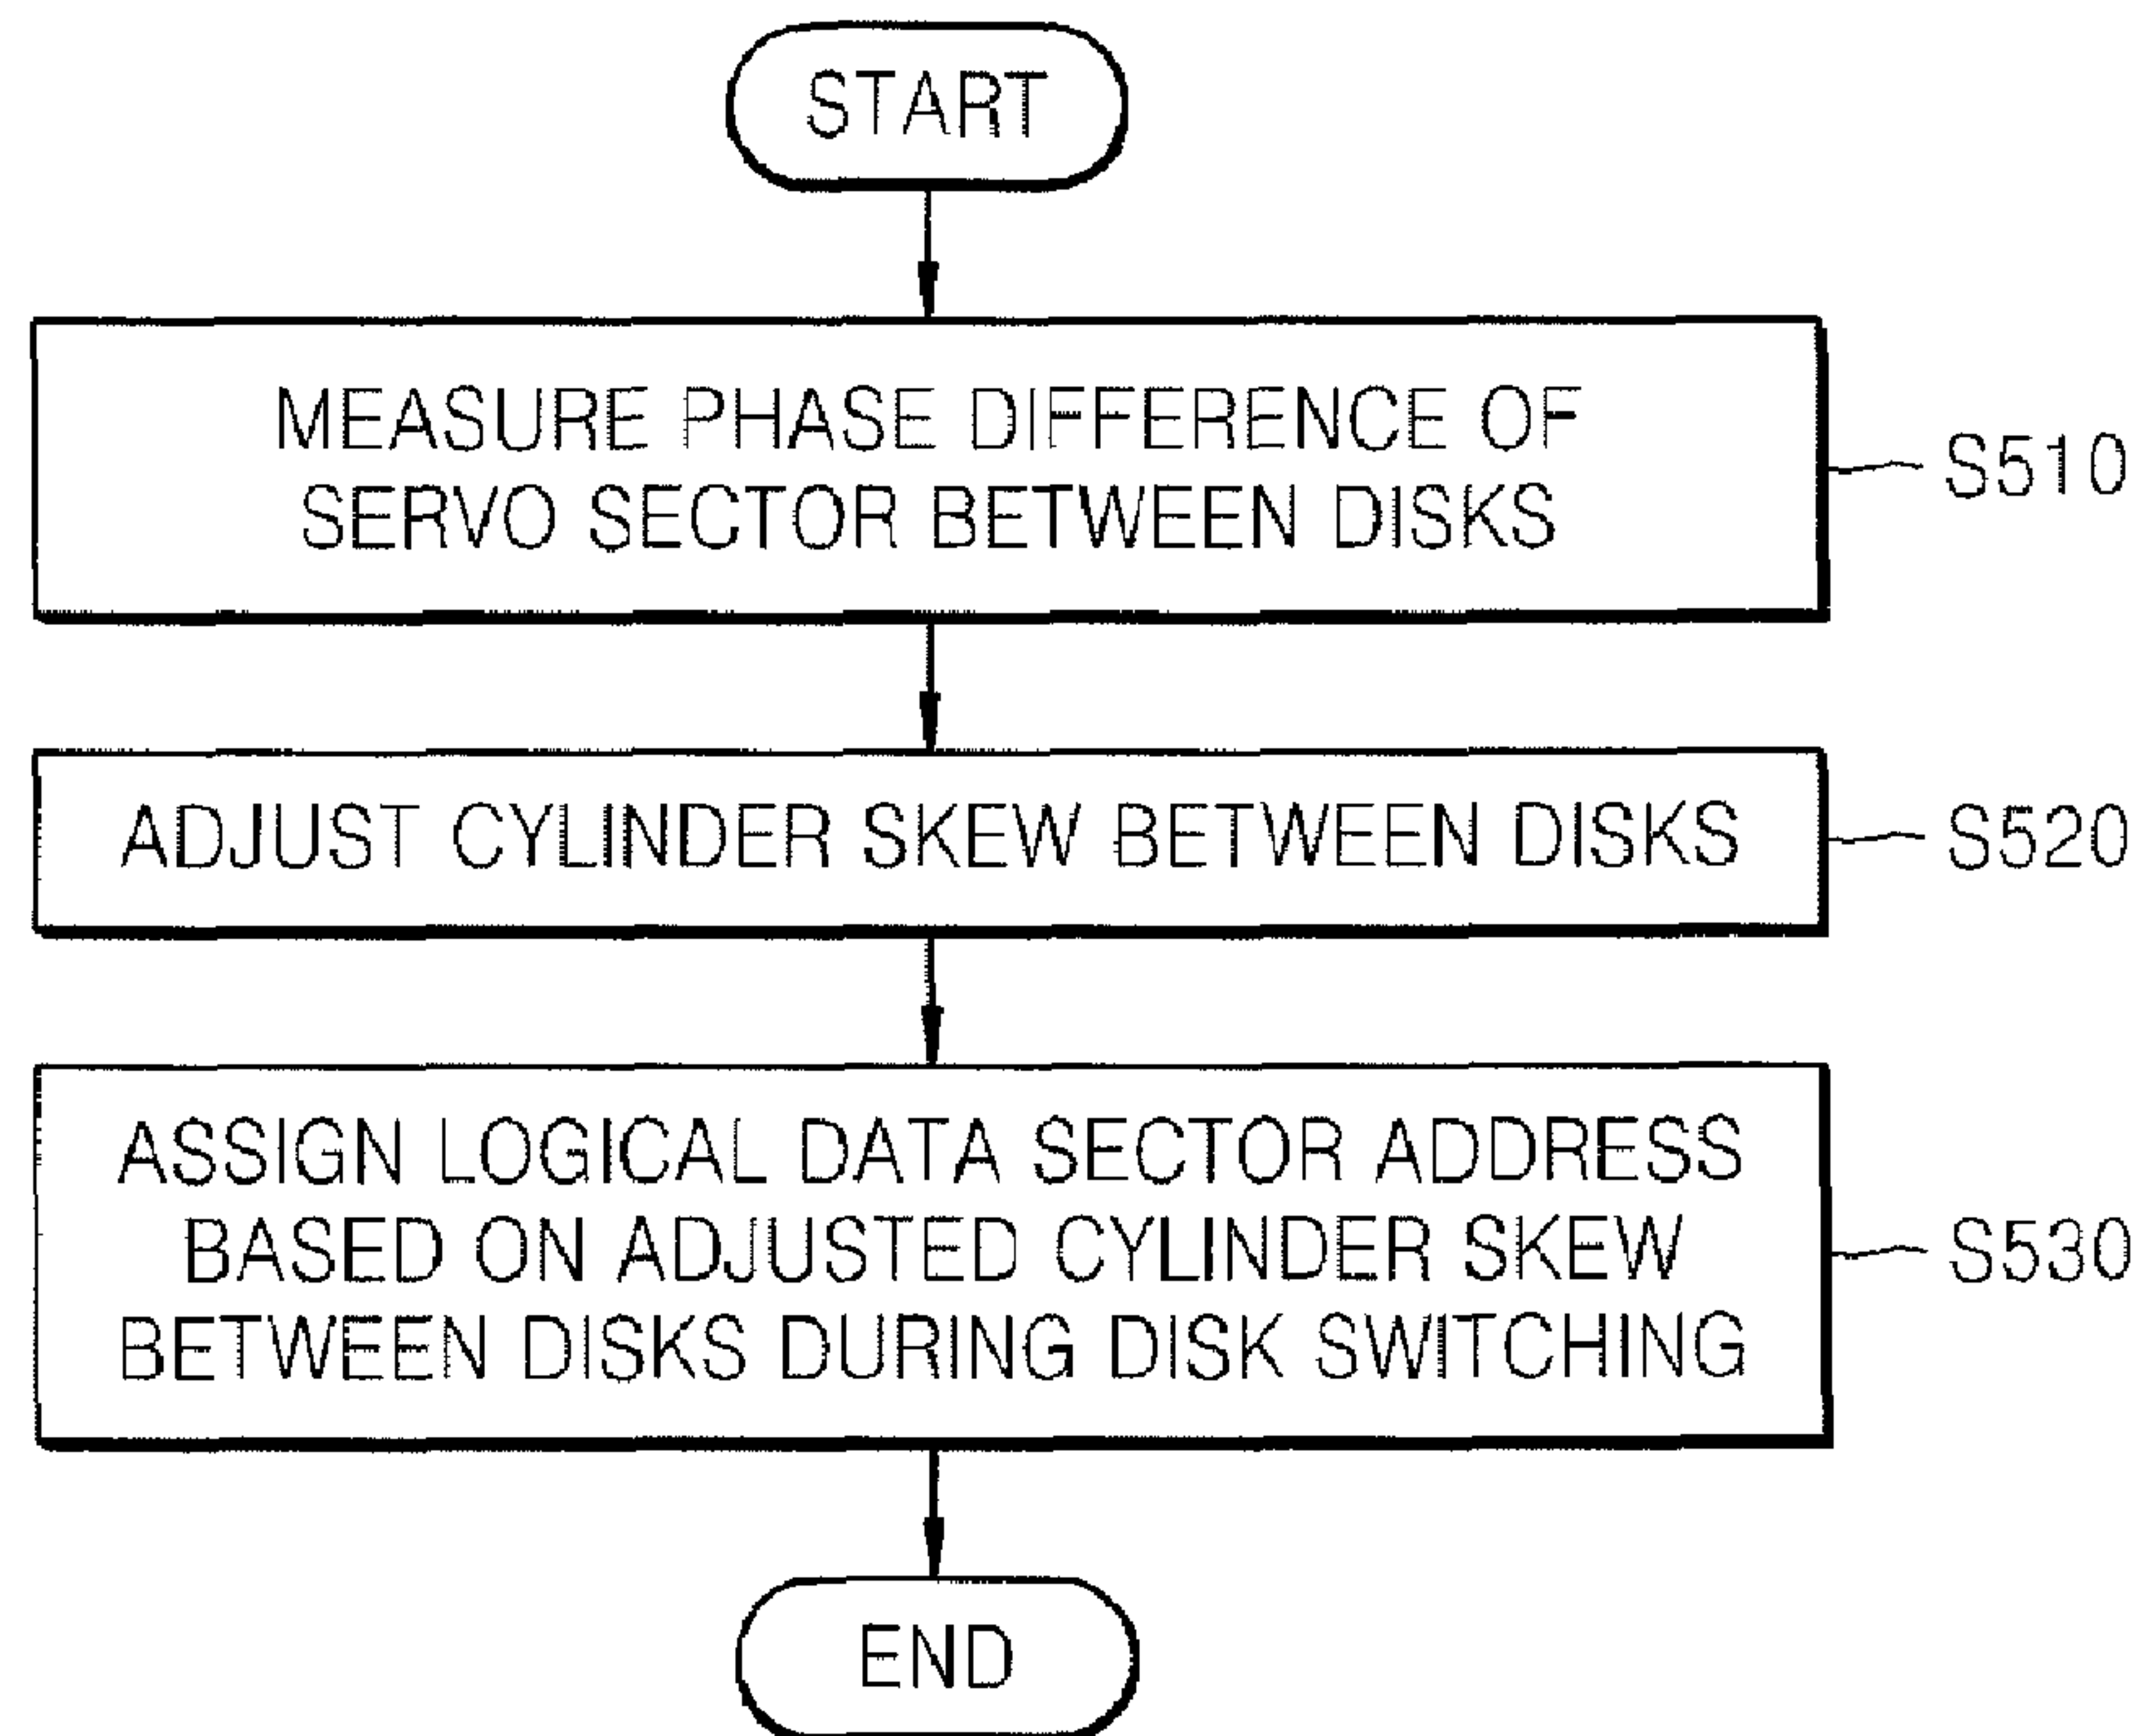 START
MEASURE PHASE DIFFERENCE OF
SERVO SECTOR BETWEEN DISKS
S510
ADJUST CYLINDER SKEW BETWEEN DISKS
S520
ASSIGN LOGICAL DATA SECTOR ADDRESS
BASED ON ADJUSTED CYLINDER SKEW
BETWEEN DISKS DURING DISK SWITCHING
S530
END